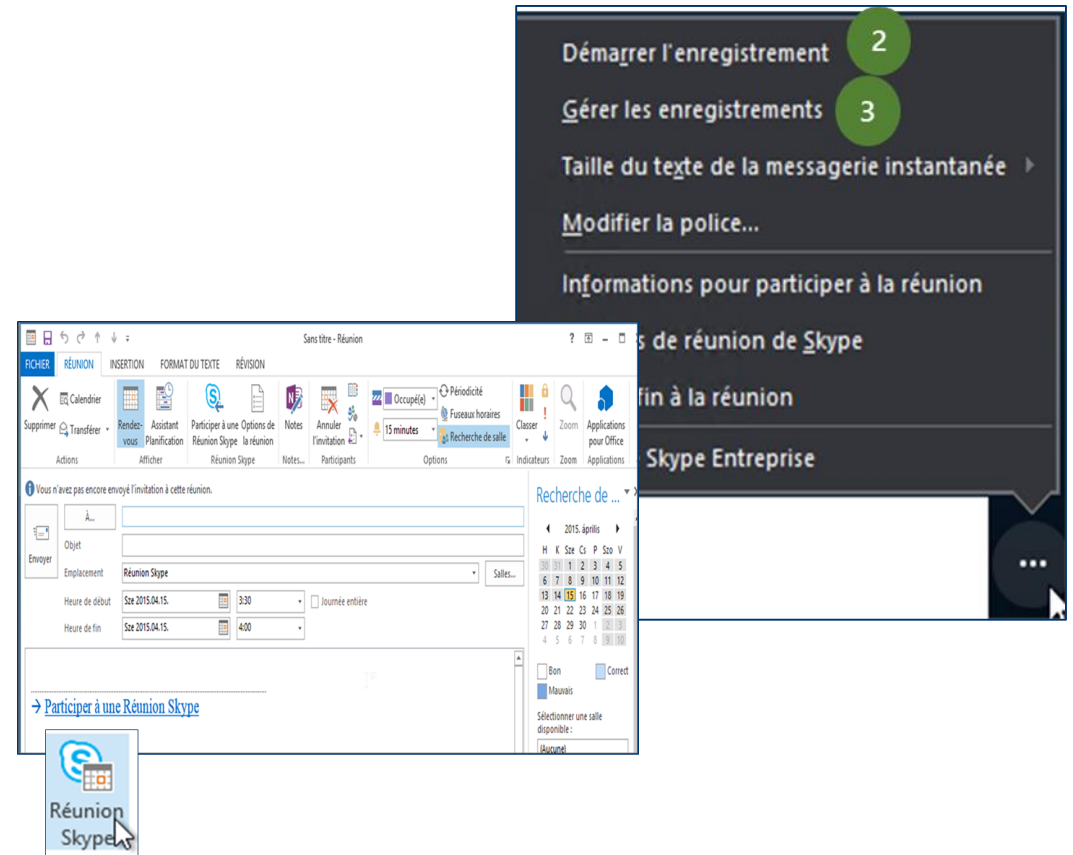 Démarrer l'enregistrement
2
Gérer les enregistrements
3
Taille du texte de la messagerie instantanée
Modifier la police...
Informations pour participer à la réunion
de réunion de Skype
fin à la réunion
Skype Entreprise
...
Sans titre - Réunion
?
FICHIER RÉUNION INSERTION FORMAT DU TEXTE RÉVISION
Supprimer
Calendrier
Transférer
Actions
Rendez-
vous
Assistant
Planification
Afficher
Participer à une
Réunion Skype
Options de
la réunion
Réunion Skype
Notes
Notes...
Annuler
l'invitation
Participants
Occupé(e)
15 minutes
Périodicité
Fuseaux horaires
Recherche de salle
Options
Classer
Indicateurs
Zoom
Zoom
Applications
pour Office
Applications
Vous n'avez pas encore envoyé l'invitation à cette réunion.
Envoyer
À...
Objet
Emplacement
Réunion Skype
Salles...
Heure de début
Sze 2015.04.15.
3:30
Journée entière
Heure de fin
Sze 2015.04.15.
4:00
→ Participer à une Réunion Skype
Recherche de ...
2015. április
H K Sze Cs P Szo V
30 31 1 2 3 4 5
6 7 8 9 10 11 12
13 14 15 16 17 18 19
20 21 22 23 24 25 26
27 28 29 30 1 2 3
4 5 6 7 8 9 10
Bon
Correct
Mauvais
Sélectionner une salle
disponible :
(Aucune)
Réunion
Skype